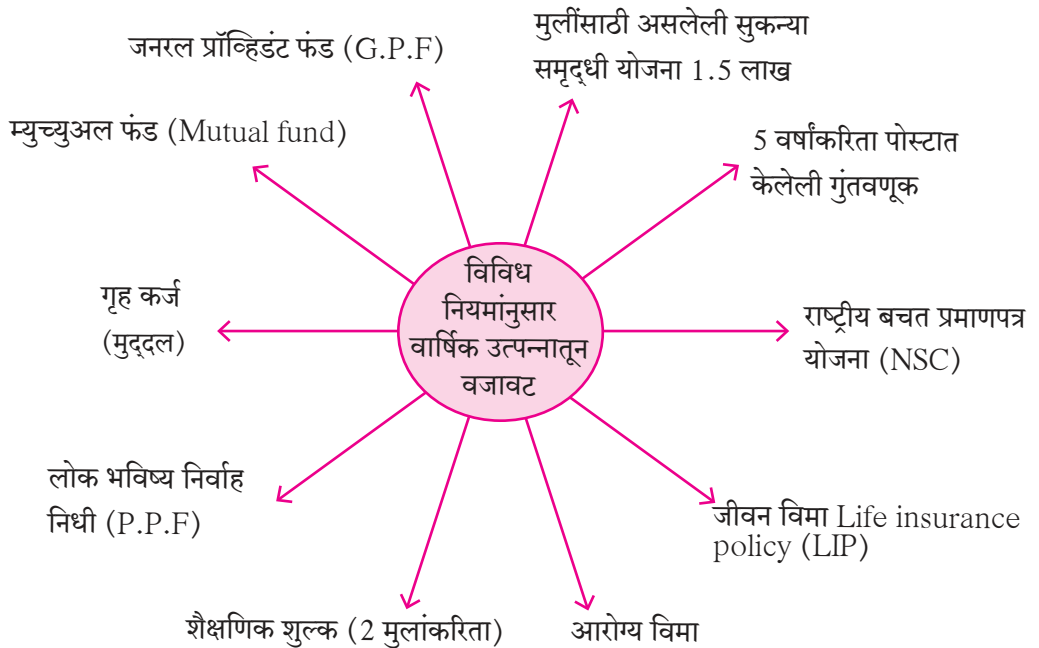 जनरल प्रॉव्हिडंट फंड (G.P.F)
मुलींसाठी असलेली सुकन्या
समृद्धी योजना 1.5 लाख
म्युच्युअल फंड (Mutual fund)
5 वर्षांकरिता पोस्टात
केलेली गुंतवणूक
विविध
नियमांनुसार
वार्षिक उत्पन्नातून
वजावट
गृह कर्ज
(मुद्दल)
राष्ट्रीय बचत प्रमाणपत्र
योजना (NSC)
लोक भविष्य निर्वाह
निधी (P.P.F)
जीवन विमा Life insurance
policy (LIP)
शैक्षणिक शुल्क (2 मुलांकरिता)
आरोग्य विमा